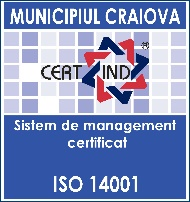 MUNICIPIUL CRAIOVA
CERT IND ®
Sistem de management
certificat
ISO 14001